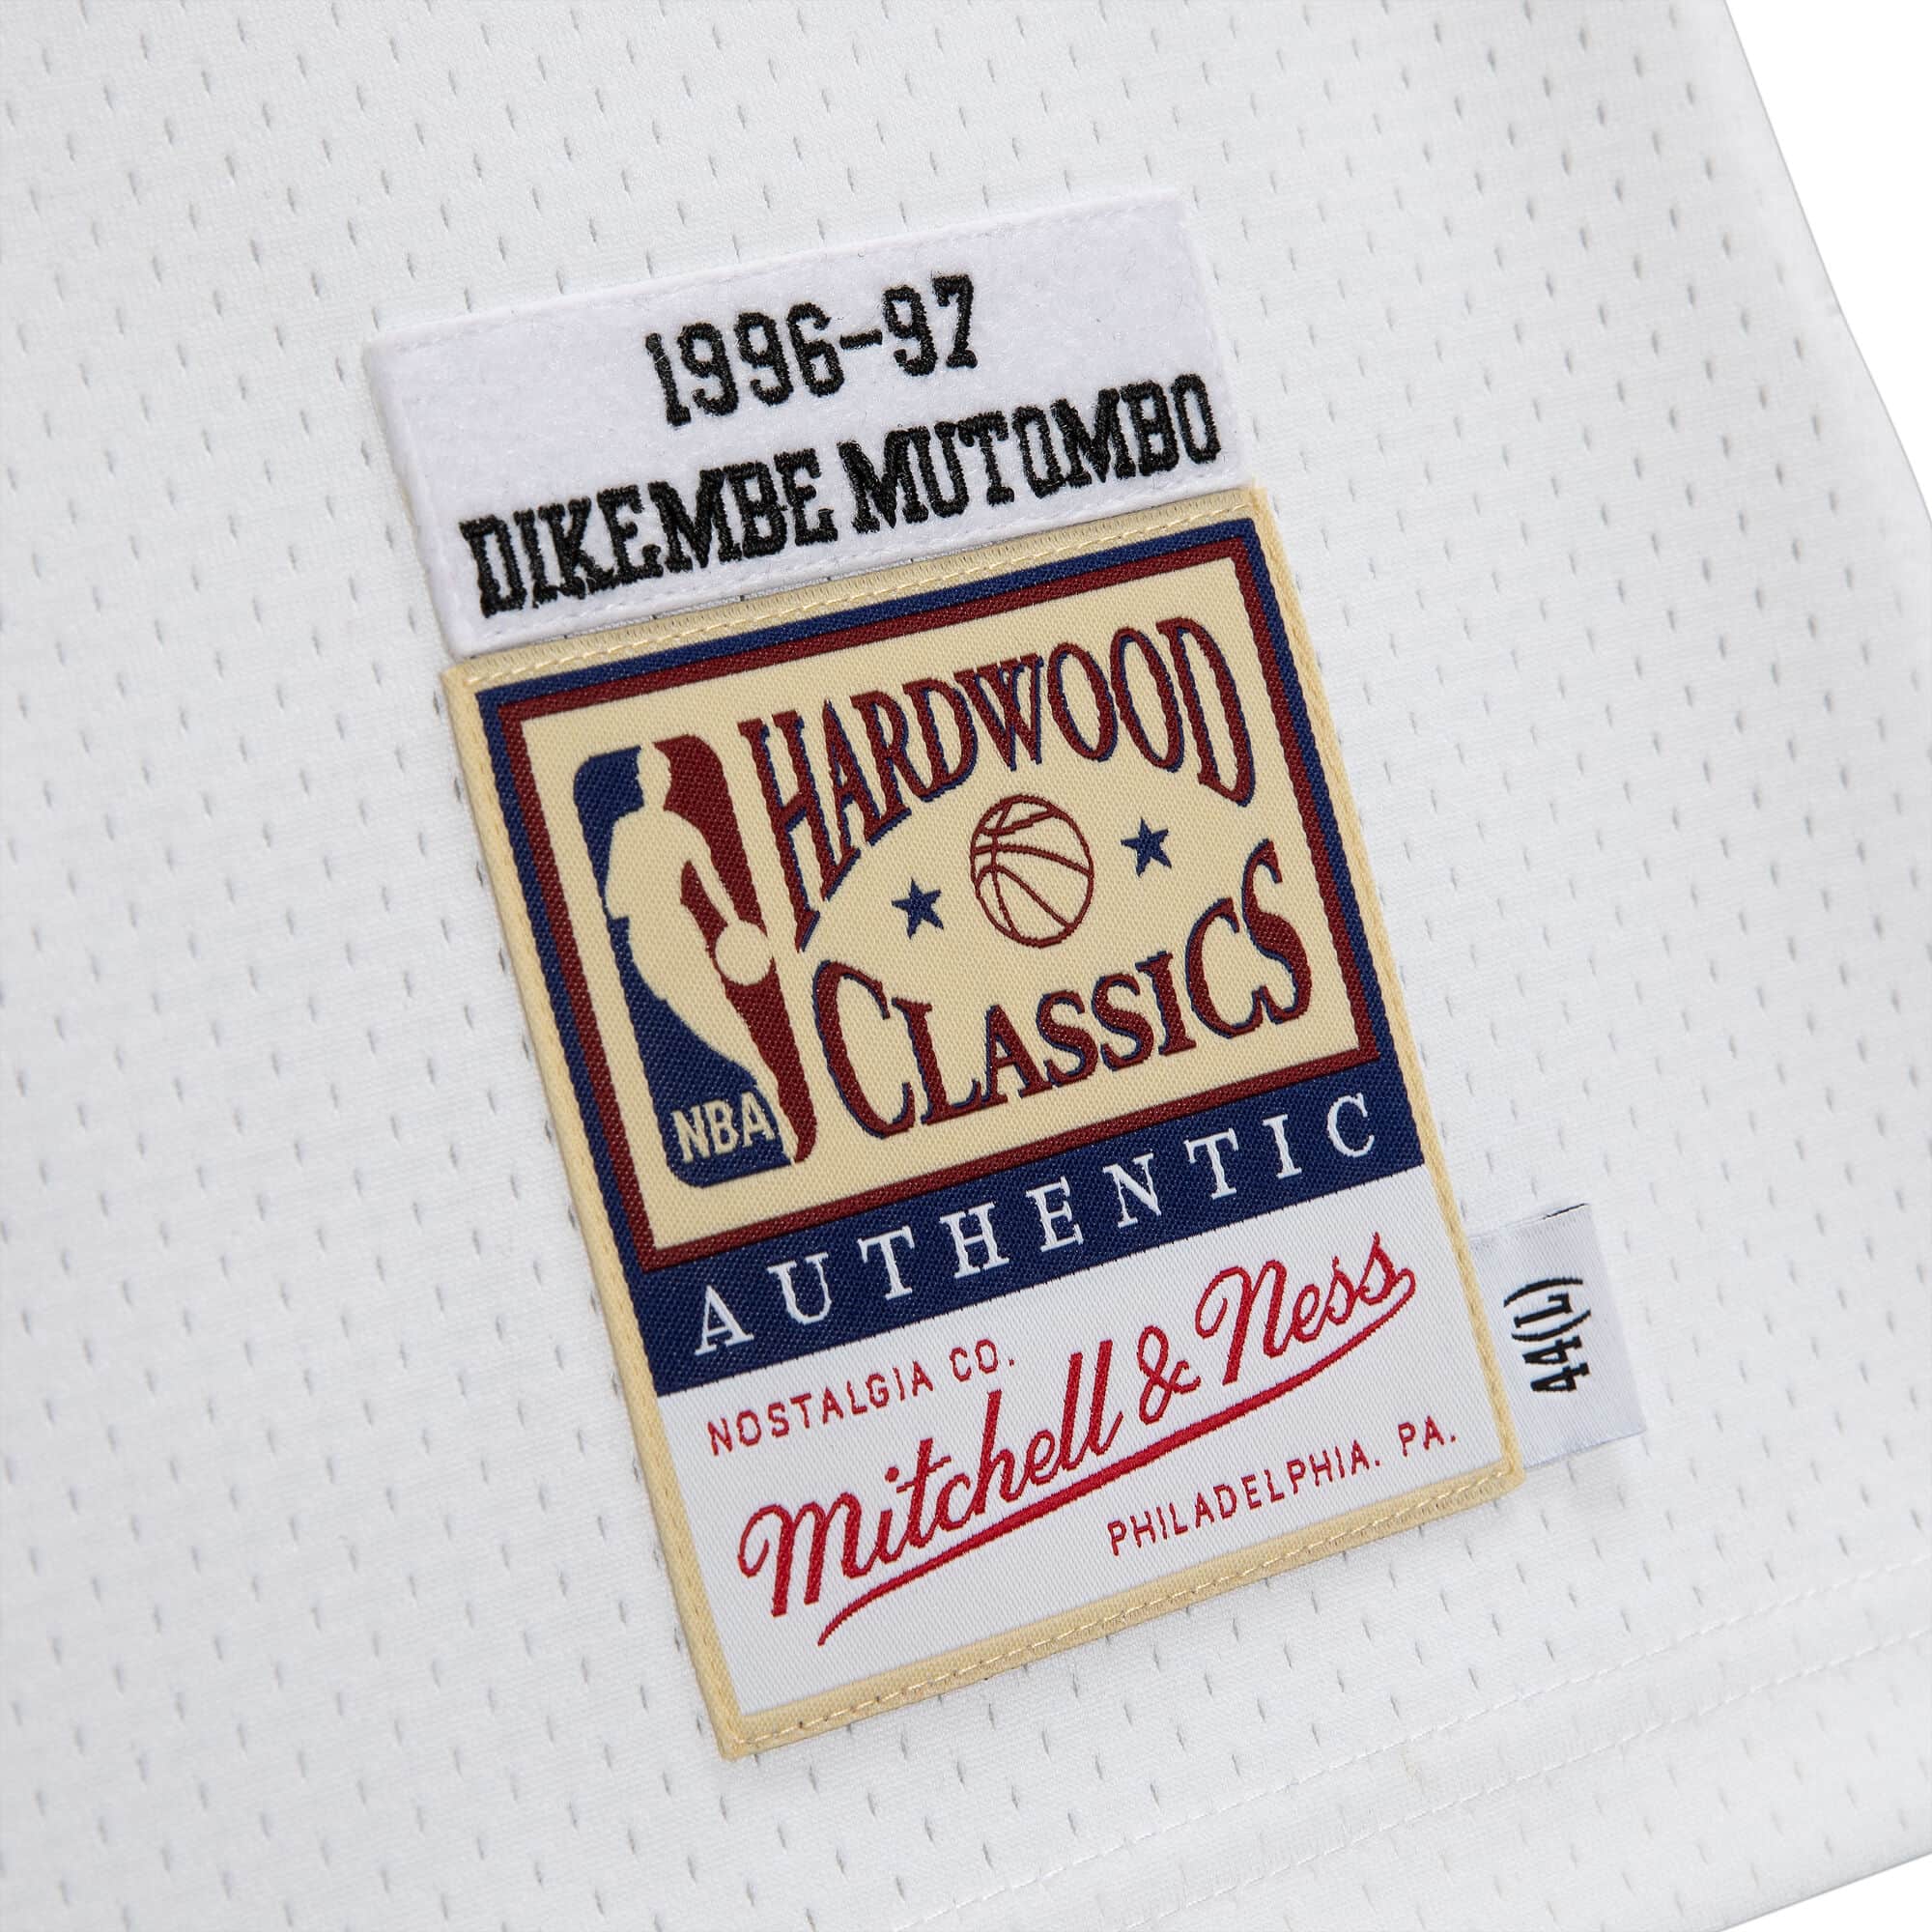 1996-97
DIKEMBE MUTOMBO
HARDWOOD
CLASSICS
NBA
AUTHENTIC
NOSTALGIA CO.
Mitchell & Ness
PHILADELPHIA. PA.
44(L)